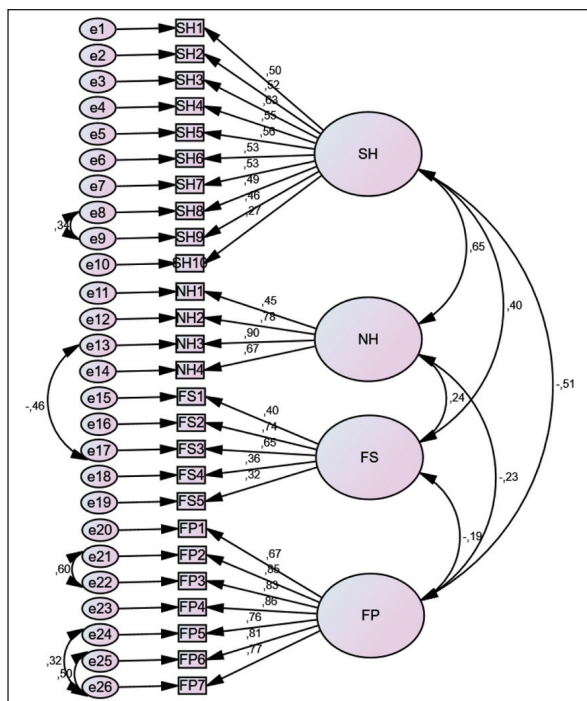 e1 SH1
e2 SH2
e3 SH3
e4 SH4
e5 SH5
e6 SH6
e7 SH7
e8 SH8
e9 SH9
e10 SH10
e11 NH1
e12 NH2
e13 NH3
e14 NH4
e15 FS1
e16 FS2
e17 FS3
e18 FS4
e19 FS5
e20 FP1
e21 FP2
e22 FP3
e23 FP4
e24 FP5
e25 FP6
e26 FP7
,34
-,46
,60
,32
,50
,50
,52
,63
,55
,56
,53
,53
,49
,46
,27
,45
,78
,90
,67
,40
,74
,65
,36
,32
,67
,85
,83
,86
,76
,81
,77
SH
NH
FS
FP
,65
,40
,24
-,51
-,23
-,19